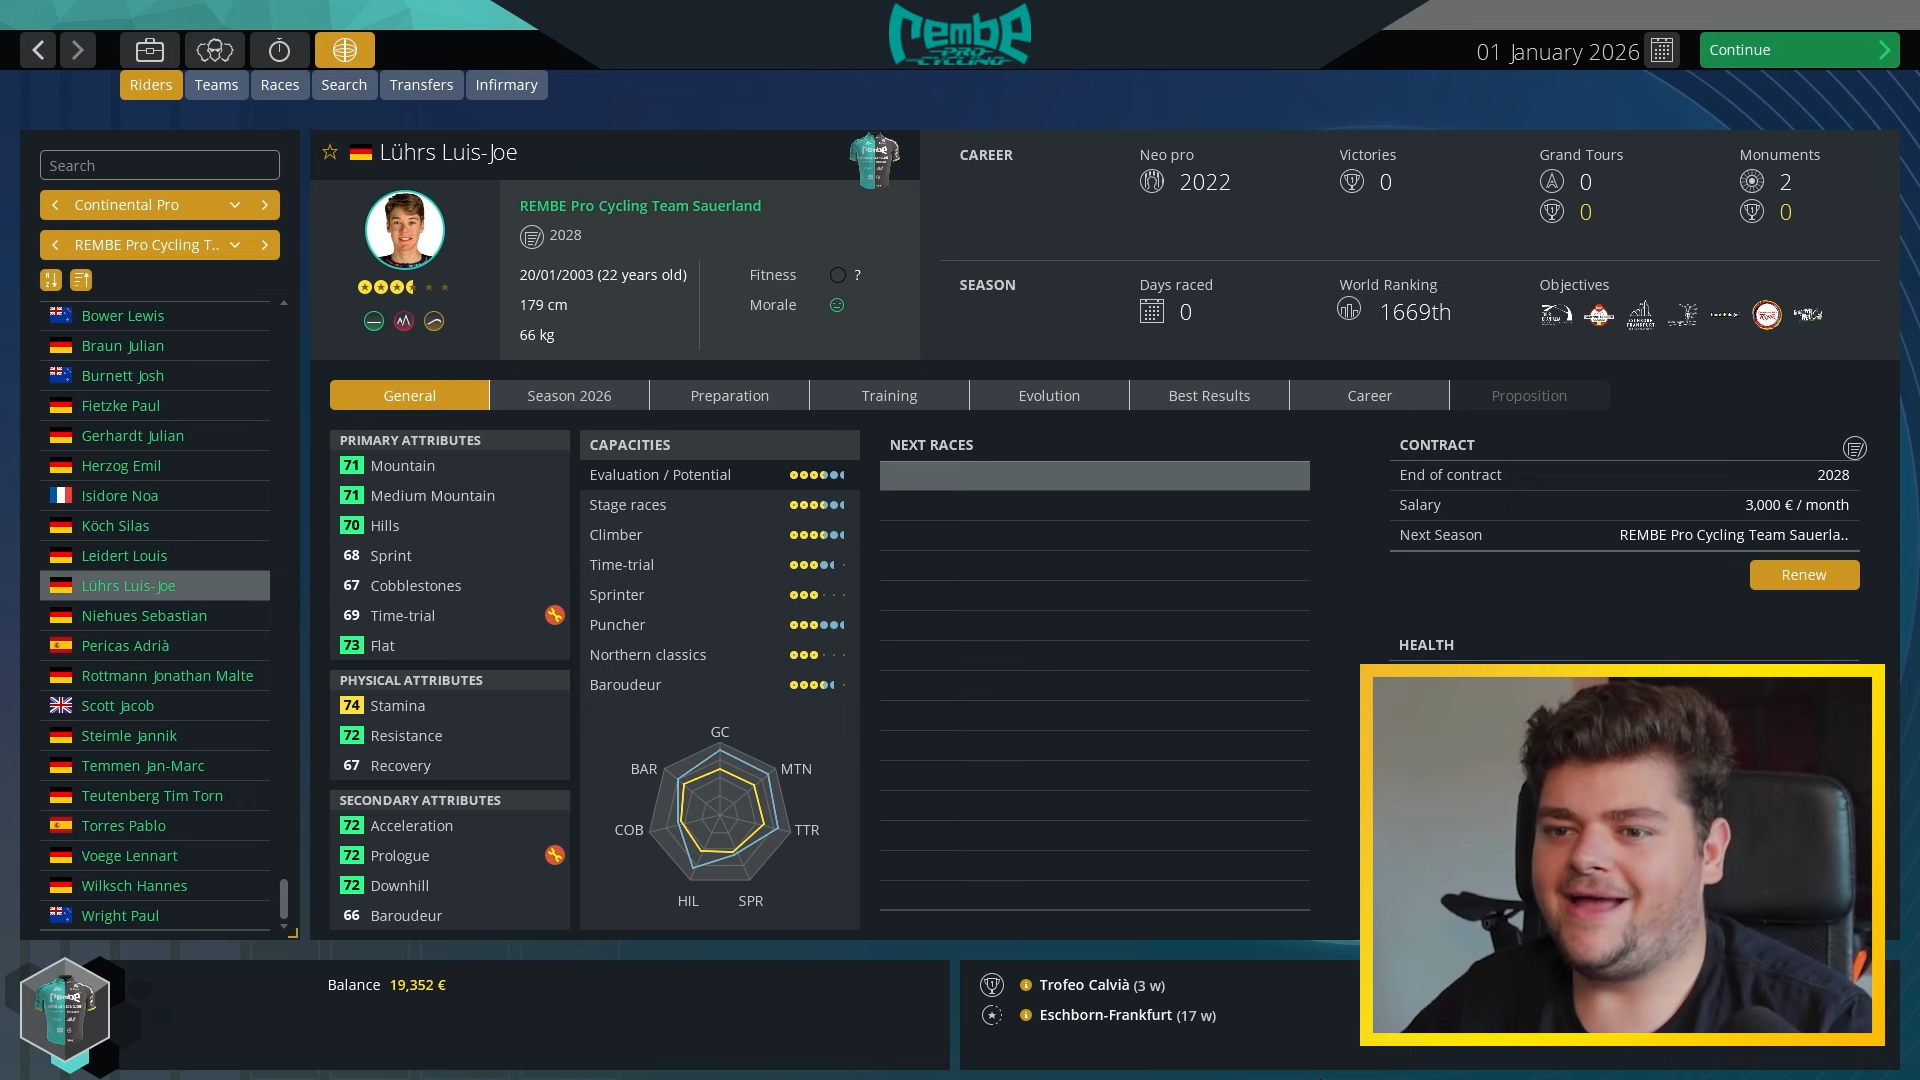 rembe
PRO
CYCLING
01 January 2026
Continue
Riders
Teams
Races
Search
Transfers
Infirmary
Search
Continental Pro
REMBE Pro Cycling T..
Bower Lewis
Braun Julian
Burnett Josh
Fietzke Paul
Gerhardt Julian
Herzog Emil
Isidore Noa
Köch Silas
Leidert Louis
Lührs Luis-Joe
Niehues Sebastian
Pericas Adrià
Rottmann Jonathan Malte
Scott Jacob
Steimle Jannik
Temmen Jan-Marc
Teutenberg Tim Torn
Torres Pablo
Voege Lennart
Wilksch Hannes
Wright Paul
Lührs Luis-Joe
REMBE Pro Cycling Team Sauerland
2028
20/01/2003 (22 years old)
179 cm
66 kg
Fitness ?
Morale
CAREER
Neo pro
2022
Victories
0
Grand Tours
0
0
Monuments
2
0
SEASON
Days raced
0
World Ranking
1669th
Objectives
General
Season 2026
Preparation
Training
Evolution
Best Results
Career
Proposition
PRIMARY ATTRIBUTES
71 Mountain
71 Medium Mountain
70 Hills
68 Sprint
67 Cobblestones
69 Time-trial
73 Flat
PHYSICAL ATTRIBUTES
74 Stamina
72 Resistance
67 Recovery
SECONDARY ATTRIBUTES
72 Acceleration
72 Prologue
72 Downhill
66 Baroudeur
CAPACITIES
Evaluation / Potential
Stage races
Climber
Time-trial
Sprinter
Puncher
Northern classics
Baroudeur
GC
MTN
TTR
SPR
HIL
COB
BAR
NEXT RACES
CONTRACT
End of contract 2028
Salary 3,000 € / month
Next Season REMBE Pro Cycling Team Sauerla..
Renew
HEALTH
Balance 19,352 €
Trofeo Calvià (3 w)
Eschborn-Frankfurt (17 w)